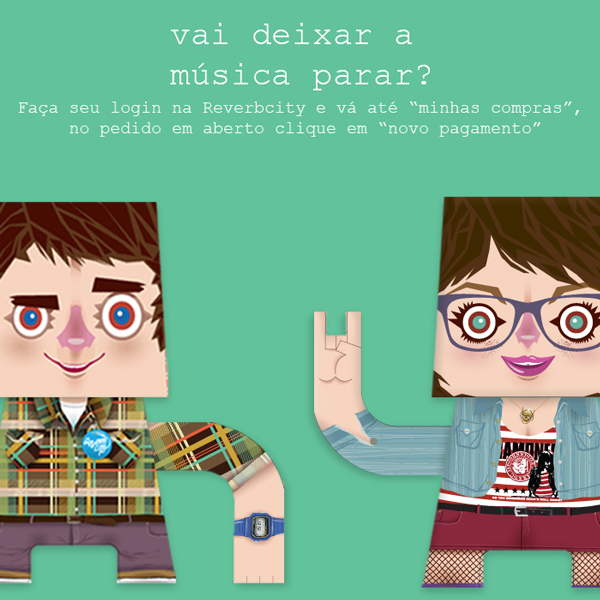 vai deixar a
música parar?
Faça seu login na Reverbcity e vá até “minhas compras”,
no pedido em aberto clique em “novo pagamento”
RAMONES